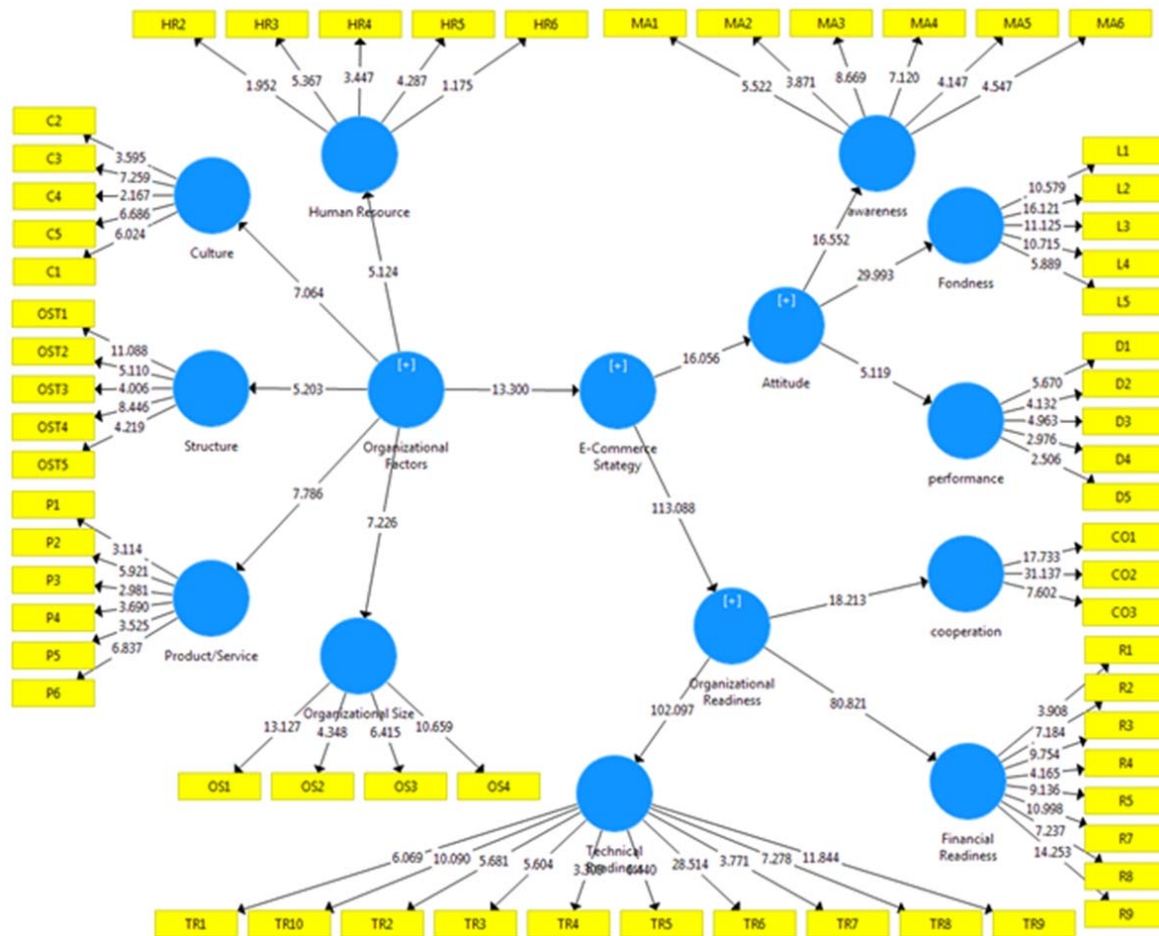 HR2
HR3
HR4
HR5
HR6
1.952
5.367
3.447
4.287
1.175
Human Resource
MA1
MA2
MA3
MA4
MA5
MA6
5.522
3.871
8.669
7.120
4.147
4.547
awareness
C2
C3
C4
C5
C1
3.595
7.259
2.167
6.686
6.024
Culture
L1
L2
L3
L4
L5
10.579
16.121
11.125
10.715
5.889
Fondness
5.124
7.064
16.552
29.993
OST1
OST2
OST3
OST4
OST5
11.088
5.110
4.006
8.446
4.219
Structure
5.203
[+]
Organizational
Factors
13.300
[+]
E-Commerce
Srtategy
16.056
[+]
Attitude
5.119
D1
D2
D3
D4
D5
5.670
4.132
4.963
2.976
2.506
performance
7.786
7.226
113.088
P1
P2
P3
P4
P5
P6
3.114
5.921
2.981
3.690
3.525
6.837
Product/Service
Organizational Size
13.127
4.348
6.415
10.659
OS1
OS2
OS3
OS4
[+]
Organizational
Readiness
18.213
CO1
CO2
CO3
17.733
31.137
7.602
cooperation
102.097
80.821
R1
R2
R3
R4
R5
R7
R8
R9
3.908
7.184
9.754
4.165
9.136
10.998
7.237
14.253
Financial
Readiness
Technical
Readiness
6.069
10.090
5.681
5.604
28.514
3.771
7.278
11.844
TR1
TR10
TR2
TR3
TR4
TR5
TR6
TR7
TR8
TR9